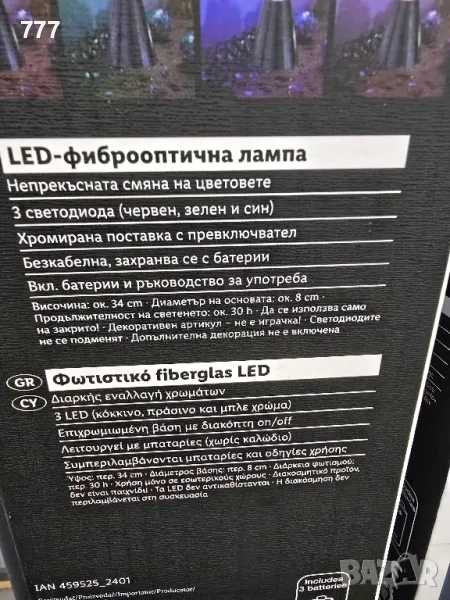 777
LED-фиброоптична лампа
Непрекъсната смяна на цветовете
3 светодиода (червен, зелен и син)
Хромирана поставка с превключвател
Безкабелна, захранва се с батерии
Вкл. батерии и ръководство за употреба
Височина: ок. 34 cm · Диаметър на основата: ок. 8 cm ·
Продължителност на светенето: ок. 30 h · Да се използва само
на закрито! · Декоративен артикул – не е играчка! · Светодиодите
не се подменят · Допълнителна декорация не е включена
GR
CY
Φωτιστικό fiberglas LED
Διαρκής εναλλαγή χρωμάτων
3 LED (κόκκινο, πράσινο και μπλε χρώμα)
Επιχρωμιωμένη βάση με διακόπτη on/off
Λειτουργεί με μπαταρίες (χωρίς καλώδιο)
Συμπεριλαμβάνονται μπαταρίες και οδηγίες χρήσης
Ύψος: περ. 34 cm · Διάμετρος βάσης: περ. 8 cm · Διάρκεια φωτισμού:
περ. 30 h · Χρήση μόνο σε εσωτερικούς χώρους · Διακοσμητικό προϊόν,
δεν είναι παιχνίδι! · Τα LED δεν αντικαθίστανται · Η διακόσμηση δεν
περιλαμβάνεται στη συσκευασία
IAN 459525_2401
/Proizvođač/Importator/Producator/
Includes
3 batteries
bazar